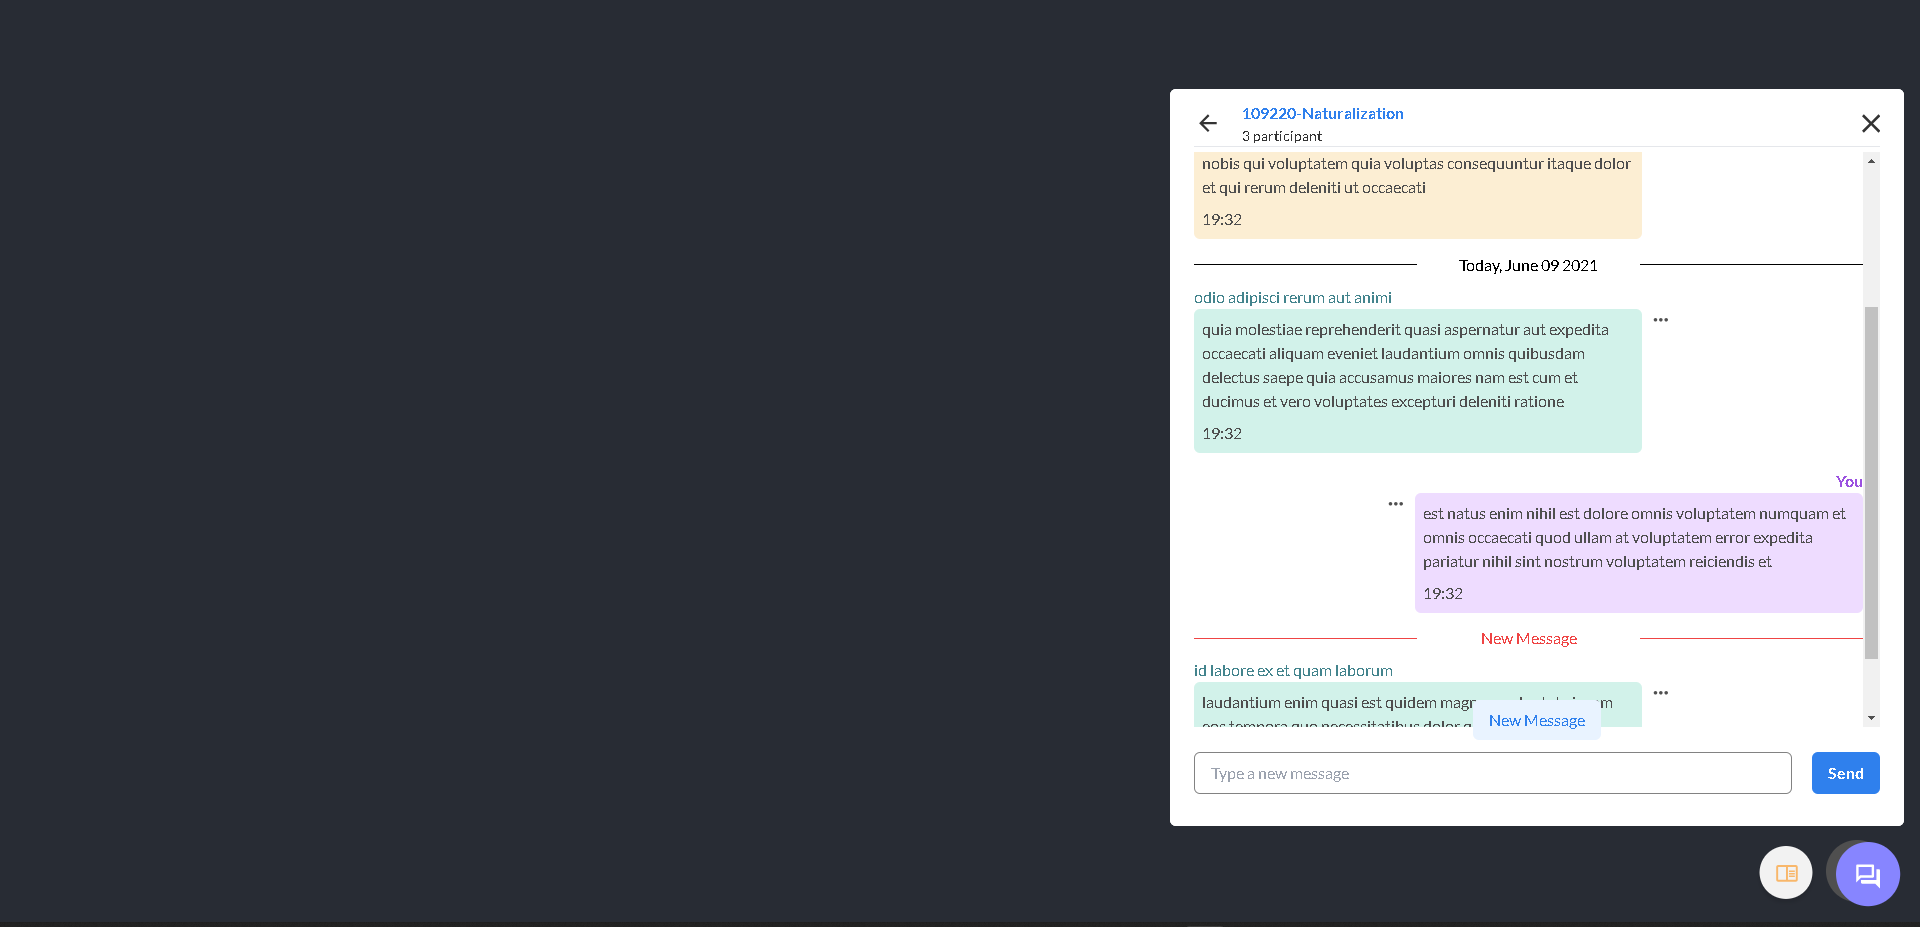 109220-Naturalization
3 participant
nobis qui voluptatem quia voluptas consequuntur itaque dolor
et qui rerum deleniti ut occaecati
19:32
Today, June 09 2021
odio adipisci rerum aut animi
quia molestiae reprehenderit quasi aspernatur aut expedita
occaecati aliquam eveniet laudantium omnis quibusdam
delectus saepe quia accusamus maiores nam est cum et
ducimus et vero voluptates excepturi deleniti ratione
19:32
You
est natus enim nihil est dolore omnis voluptatem numquam et
omnis occaecati quod ullam at voluptatem error expedita
pariatur nihil sint nostrum voluptatem reiciendis et
19:32
New Message
id labore ex et quam laborum
laudantium enim quasi est quidem
eos tempora quo necessitatibus dolor
New Message
Type a new message
Send